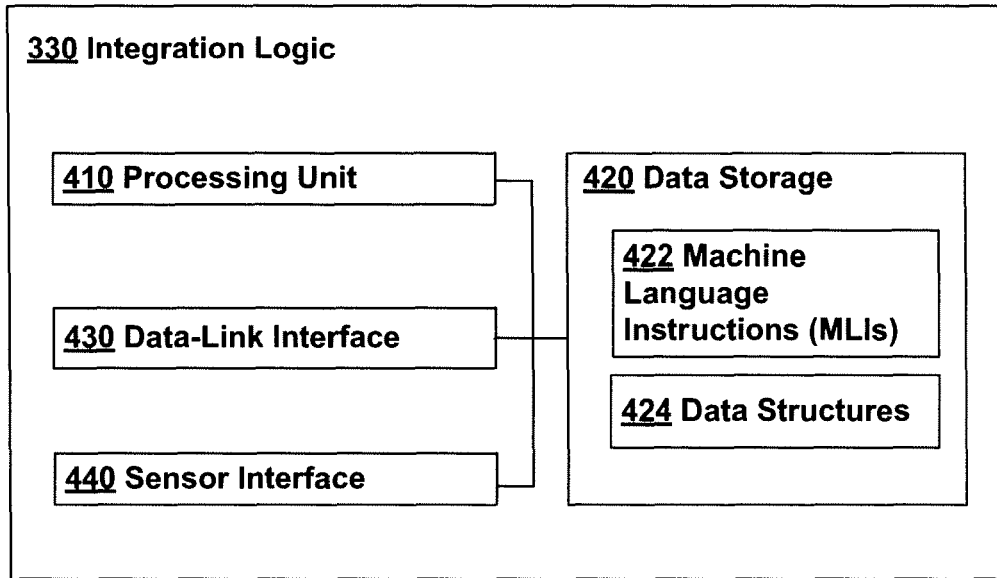 330 Integration Logic
410 Processing Unit
430 Data-Link Interface
440 Sensor Interface
420 Data Storage
422 Machine
Language
Instructions (MLIs)
424 Data Structures